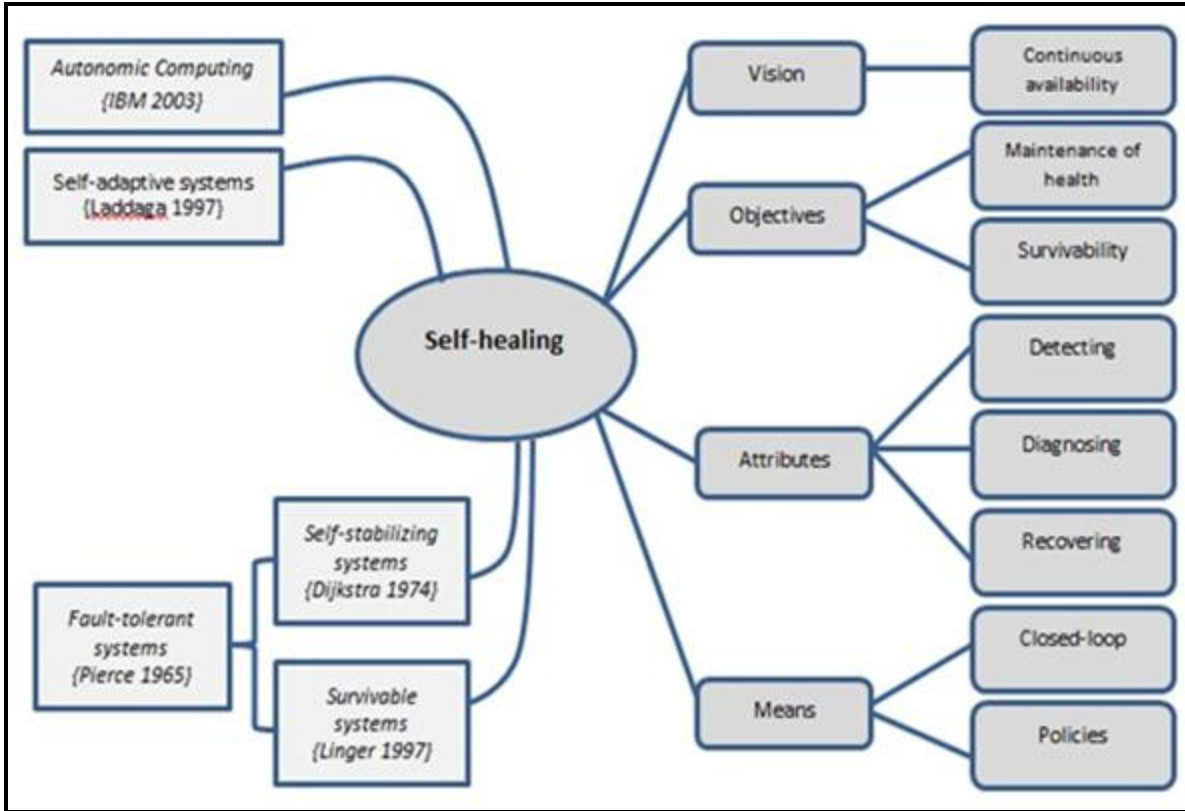 Autonomic Computing
{IBM 2003}
Self-adaptive systems
{Laddaga 1997}
Self-healing
Self-stabilizing
systems
{Dijkstra 1974}
Fault-tolerant
systems
{Pierce 1965}
Survivable
systems
{Linger 1997}
Vision
Continuous
availability
Objectives
Maintenance of
health
Survivability
Attributes
Detecting
Diagnosing
Recovering
Means
Closed-loop
Policies